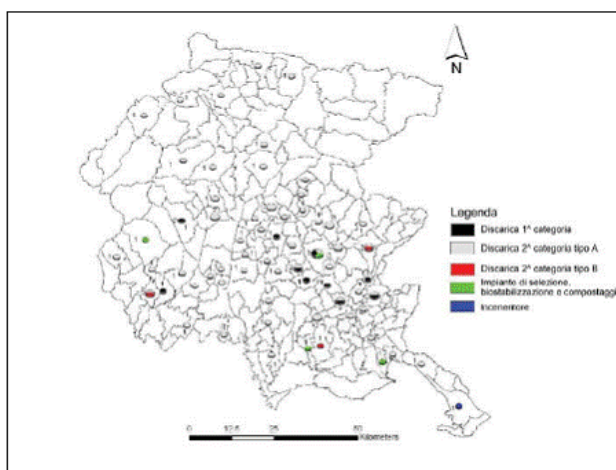 N
Legenda
Discarica 1^ categoria
Discarica 2^ categoria tipo A
Discarica 2^ categoria tipo B
Impianto di selezione,
biostabilizzazione e compostaggi
Inceneritore
0 12,5 25 50
Kilometers